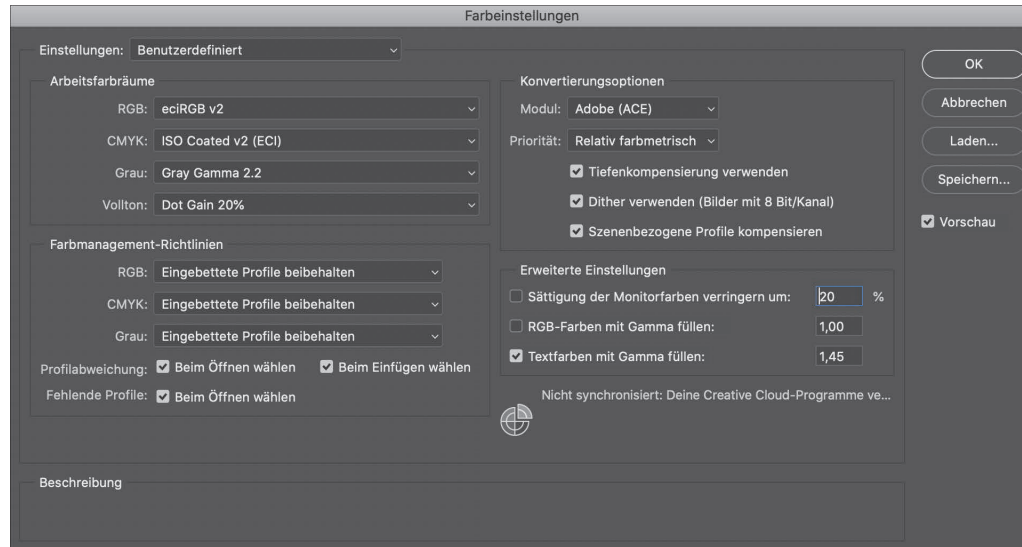 Farbeinstellungen
Einstellungen: Benutzerdefiniert
Arbeitsfarbräume
RGB: eciRGB v2
CMYK: ISO Coated v2 (ECI)
Grau: Gray Gamma 2.2
Vollton: Dot Gain 20%
Farbmanagement-Richtlinien
RGB: Eingebettete Profile beibehalten
CMYK: Eingebettete Profile beibehalten
Grau: Eingebettete Profile beibehalten
Profilabweichung: Beim Öffnen wählen Beim Einfügen wählen
Fehlende Profile: Beim Öffnen wählen
Konvertierungsoptionen
Modul: Adobe (ACE)
Priorität: Relativ farbmetrisch
Tiefenkompensierung verwenden
Dither verwenden (Bilder mit 8 Bit/Kanal)
Szenenbezogene Profile kompensieren
Erweiterte Einstellungen
Sättigung der Monitorfarben verringern um: 20 %
RGB-Farben mit Gamma füllen: 1,00
Textfarben mit Gamma füllen: 1,45
Nicht synchronisiert: Deine Creative Cloud-Programme ve...
OK
Abbrechen
Laden...
Speichern...
Vorschau
Beschreibung